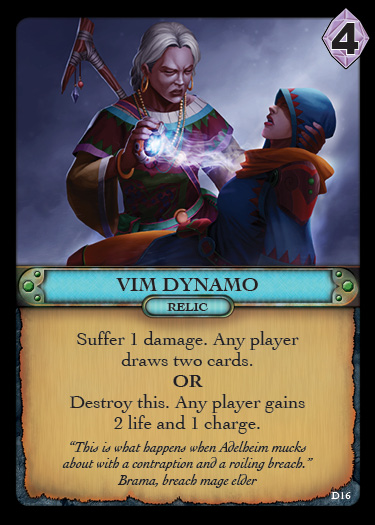 4
VIM DYNAMO
RELIC
Suffer 1 damage. Any player
draws two cards.
OR
Destroy this. Any player gains
2 life and 1 charge.
“This is what happens when Adelheim mucks
about with a contraption and a roiling breach.”
Brama, breach mage elder
D16